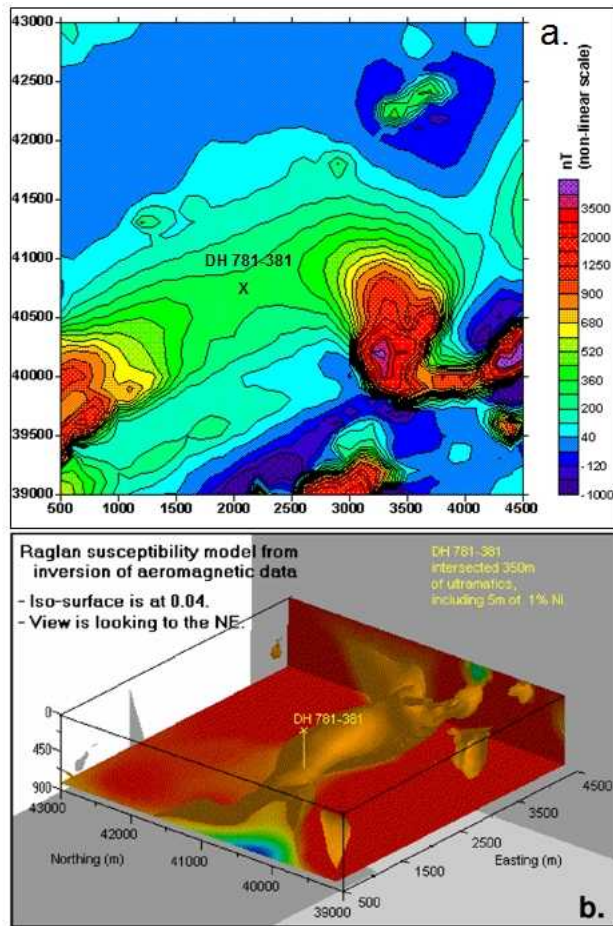 43000
42500
42000
41500
41000
40500
40000
39500
39000
500 1000 1500 2000 2500 3000 3500 4000 4500
a.
DH 781-381
x
nT
(non-linear scale)
3500
2000
1250
900
680
520
360
200
40
-120
-1000
Raglan susceptibility model from
inversion of aeromagnetic data
- Iso-surface is at 0.04.
- View is looking to the NE.
DH 781-381
intersected 350m
of ultramatics,
including 5m of 1% Ni.
DH 781-381
0
450
900
43000
42000
41000
40000
39000
Northing (m)
500
1500
2500
3500
4500
Easting (m)
b.